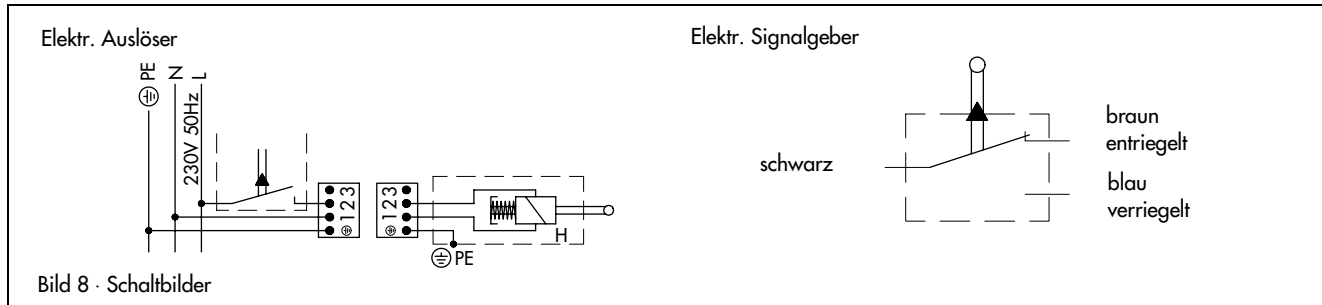 Elektr. Auslöser
Elektr. Signalgeber
PE
N
L
230V 50Hz
1 2 3
1 2 3
H
PE
schwarz
braun
entriegelt
blau
verriegelt
Bild 8 · Schaltbilder